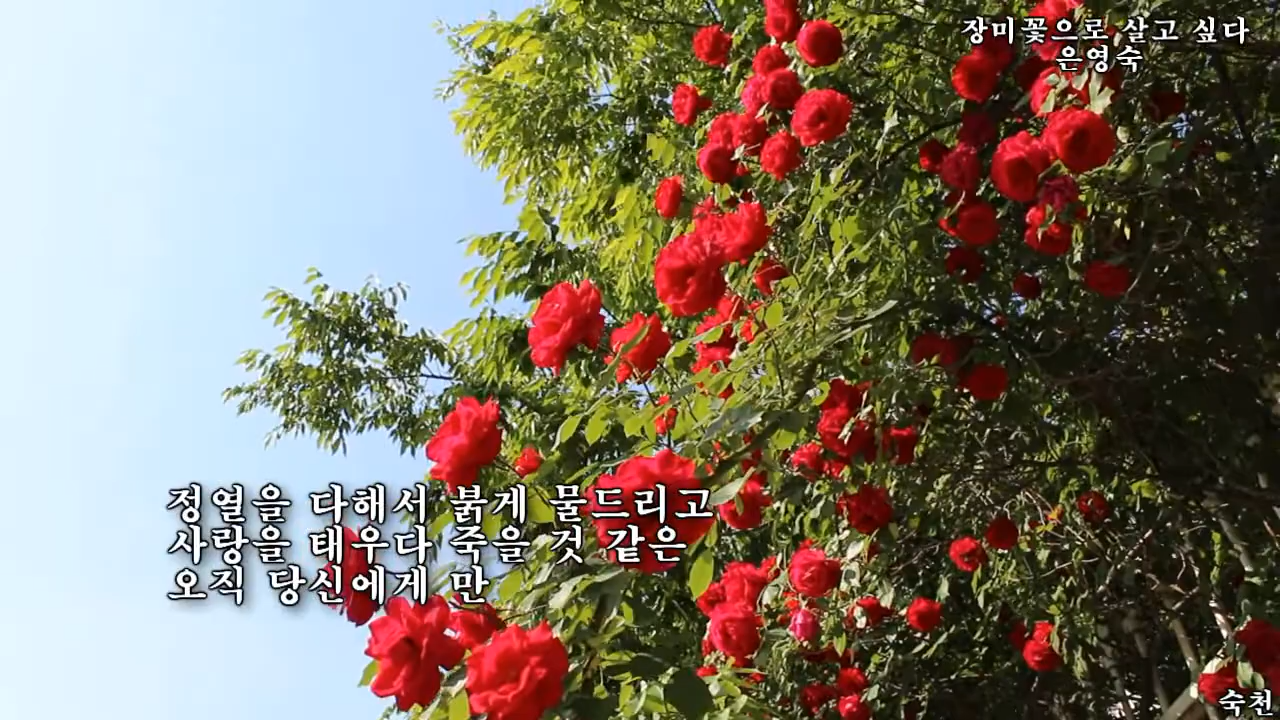 장미꽃으로 살고 싶다
은영숙
정열을 다해서 붉게 물드리고
사랑을 태우다 죽을 것 같은
오직 당신에게 만
숙천